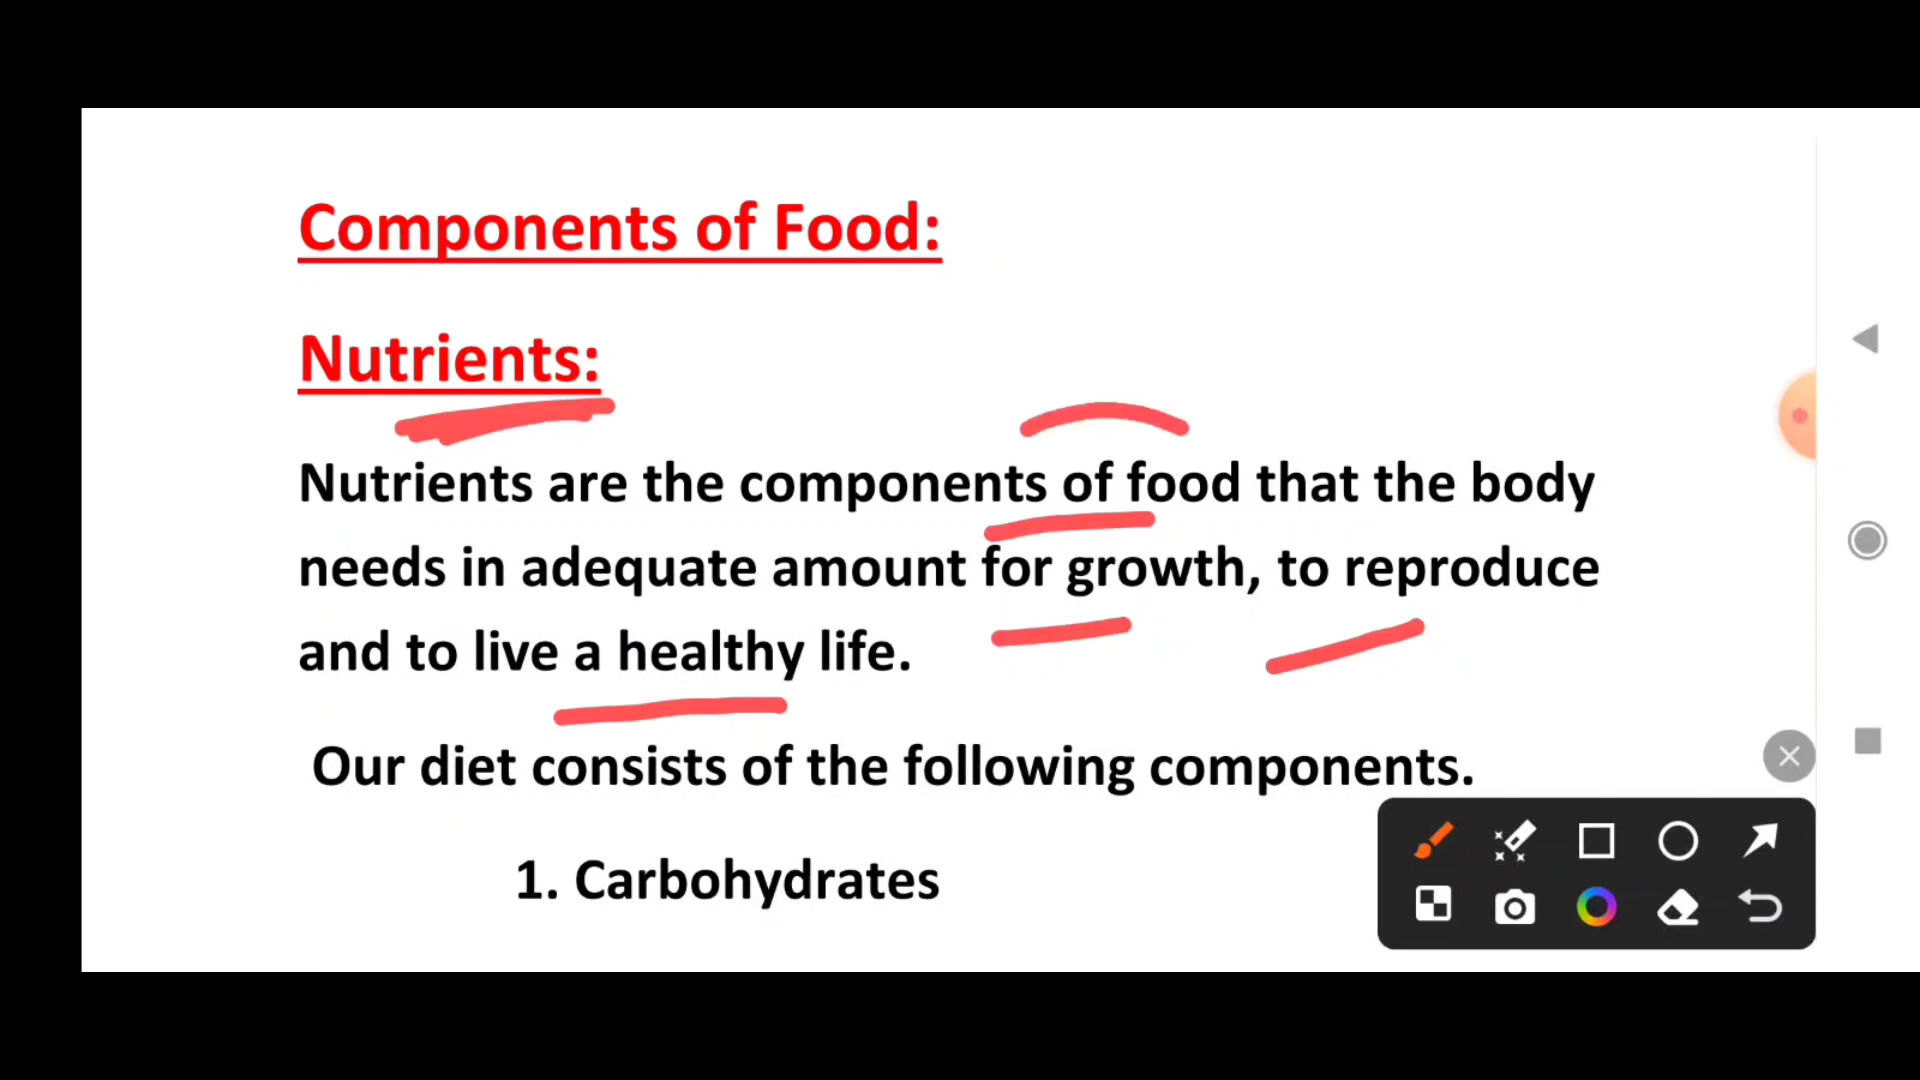 Components of Food:
Nutrients:
Nutrients are the components of food that the body
needs in adequate amount for growth, to reproduce
and to live a healthy life.
Our diet consists of the following components.
1. Carbohydrates